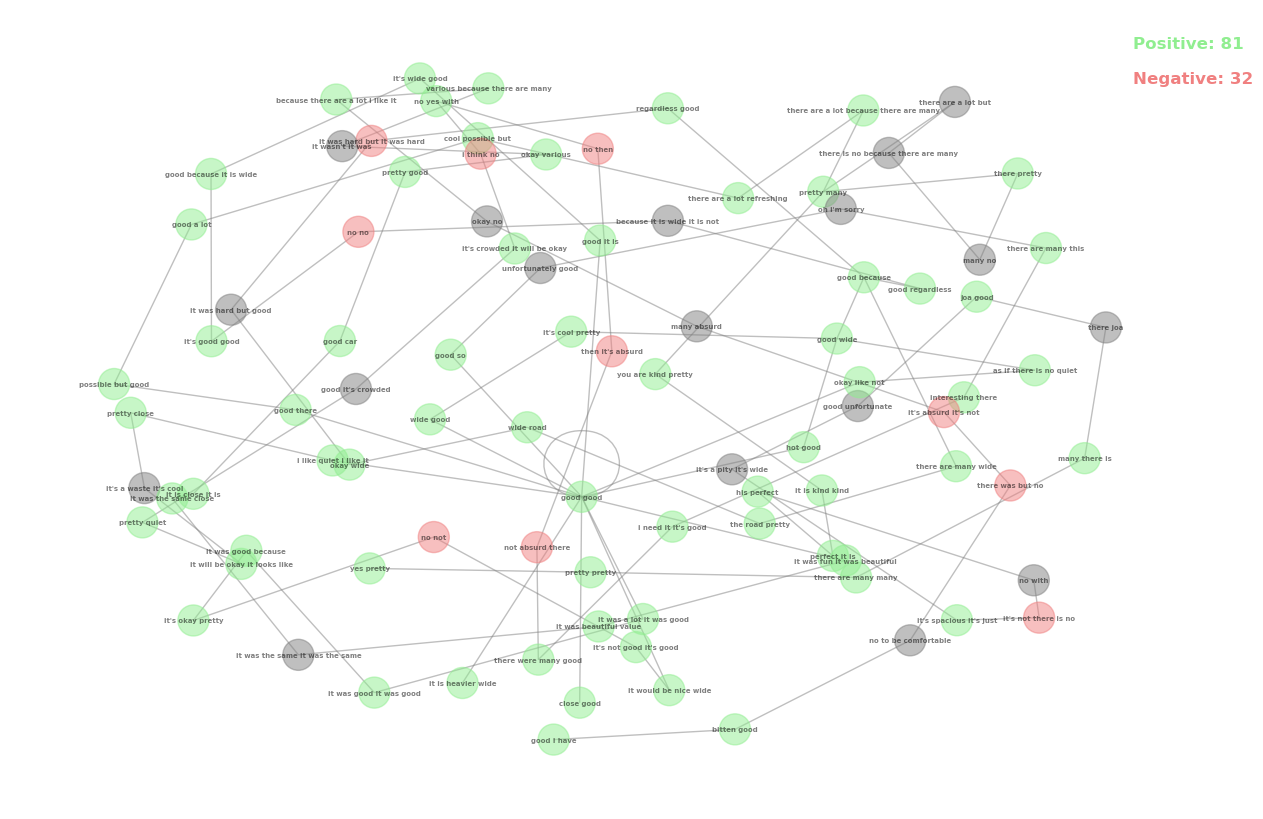 Positive: 81
Negative: 32
it's wide good
various because there are many
because there are a lot i like it
no yes with
regardless good
there are a lot because there are many
there are a lot but
it was hard but it was hard
it wasn't it was
cool possible but
i think no
okay various
no then
there is no because there are many
good because it is wide
pretty good
there pretty
pretty many
there are a lot refreshing
oh i'm sorry
good a lot
okay no
because it is wide it is not
no no
good it is
it's crowded it will be okay
there are many this
many no
unfortunately good
good because
good regardless
joa good
it was hard but good
many absurd
there joa
it's cool pretty
good wide
it's good good
good car
then it's absurd
good so
as if there is no quiet
you are kind pretty
possible but good
okay like not
good it's crowded
interesting there
good unfortunate
it's absurd it's not
pretty close
good there
wide good
wide road
hot good
many there is
i like quiet i like it
okay wide
there are many wide
it's a pity it's wide
there was but no
it's a waste it's cool
it is close it is
it was the same close
his perfect
it is kind kind
good good
pretty quiet
i need it it's good
the road pretty
no not
not absurd there
it was good because
it will be okay it looks like
perfect it is
it was fun it was beautiful
yes pretty
pretty pretty
there are many many
no with
it's okay pretty
it was a lot it was good
it was beautiful value
it's spacious it's just
it's not there is no
no to be comfortable
it's not good it's good
it was the same it was the same
there were many good
it is heavier wide
it was good it was good
it would be nice wide
close good
bitten good
good i have